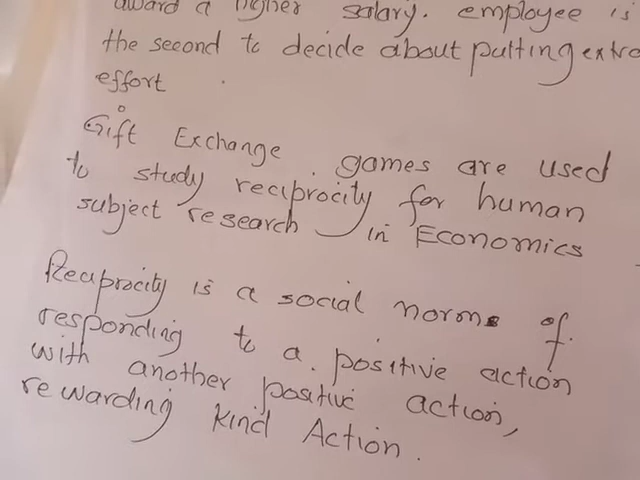 award a higher salary. employee is
the second to decide about putting extra
effort
Gift Exchange games are used
to study reciprocity for human
subject research in Economics
Reciprocity is a social norm of
responding to a positive action
with another positive action,
rewarding kind Action.